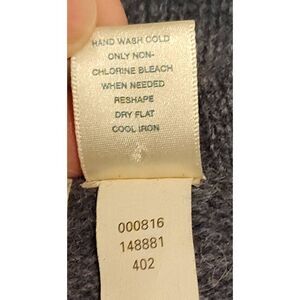 HAND WASH COLD
ONLY NON-
CHLORINE BLEACH
WHEN NEEDED
RESHAPE
DRY FLAT
COOL IRON
000816
148881
402